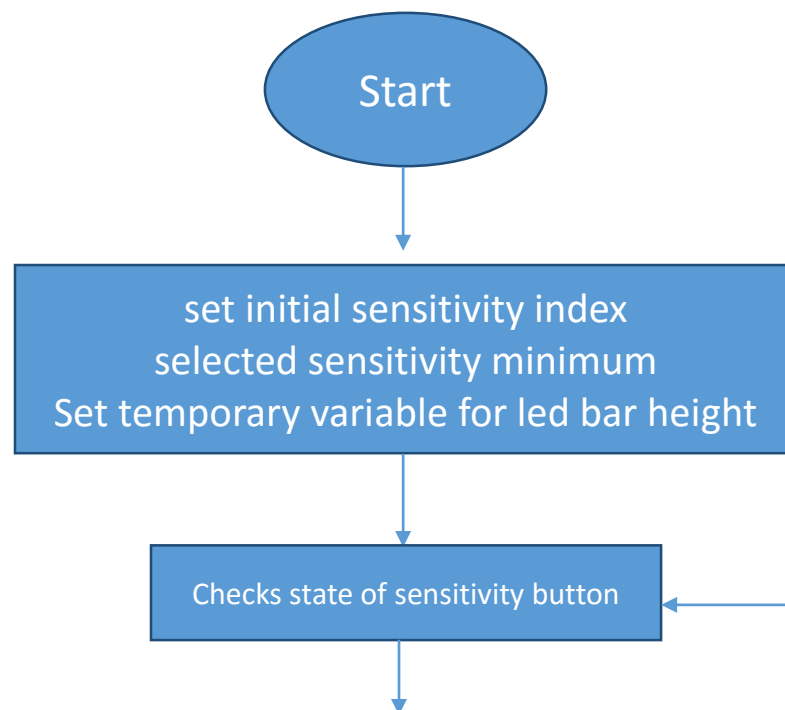 Start
set initial sensitivity index
selected sensitivity minimum
Set temporary variable for led bar height
Checks state of sensitivity button